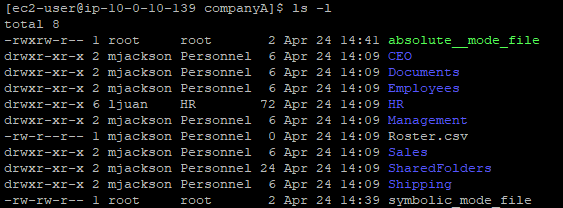 [ec2-user@ip-10-0-10-139 companyA]$ ls -l
total 8
-rwxrw-r-- 1 root     root       2 Apr 24 14:41 absolute__mode_file
drwxr-xr-x 2 mjackson Personnel  6 Apr 24 14:09 CEO
drwxr-xr-x 2 mjackson Personnel  6 Apr 24 14:09 Documents
drwxr-xr-x 2 mjackson Personnel  6 Apr 24 14:09 Employees
drwxr-xr-x 6 ljuan    HR        72 Apr 24 14:09 HR
drwxr-xr-x 2 mjackson Personnel  6 Apr 24 14:09 Management
-rw-r--r-- 1 mjackson Personnel  0 Apr 24 14:09 Roster.csv
drwxr-xr-x 2 mjackson Personnel  6 Apr 24 14:09 Sales
drwxr-xr-x 2 mjackson Personnel 24 Apr 24 14:09 SharedFolders
drwxr-xr-x 2 mjackson Personnel  6 Apr 24 14:09 Shipping
-rw-rw-r-- 1 root     root       2 Apr 24 14:39 symbolic_mode_file